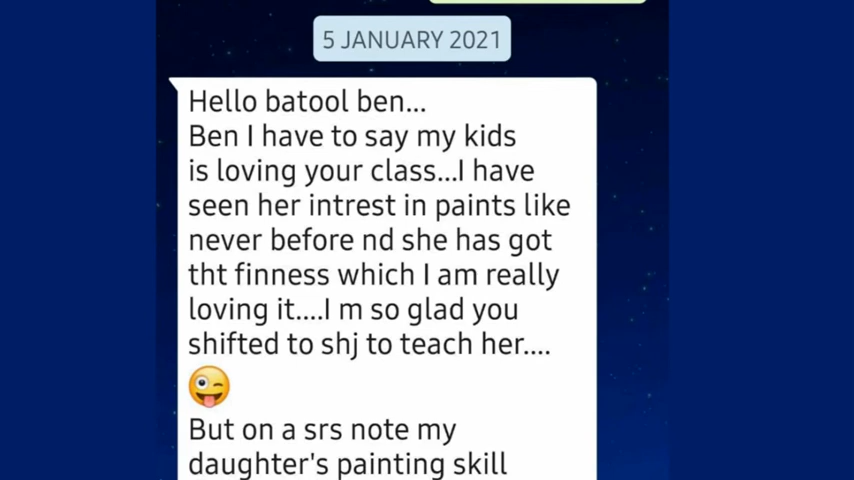 5 JANUARY 2021
Hello batool ben...
Ben I have to say my kids
is loving your class...I have
seen her intrest in paints like
never before nd she has got
tht finness which I am really
loving it....I m so glad you
shifted to shj to teach her....
😜
But on a srs note my
daughter's painting skill